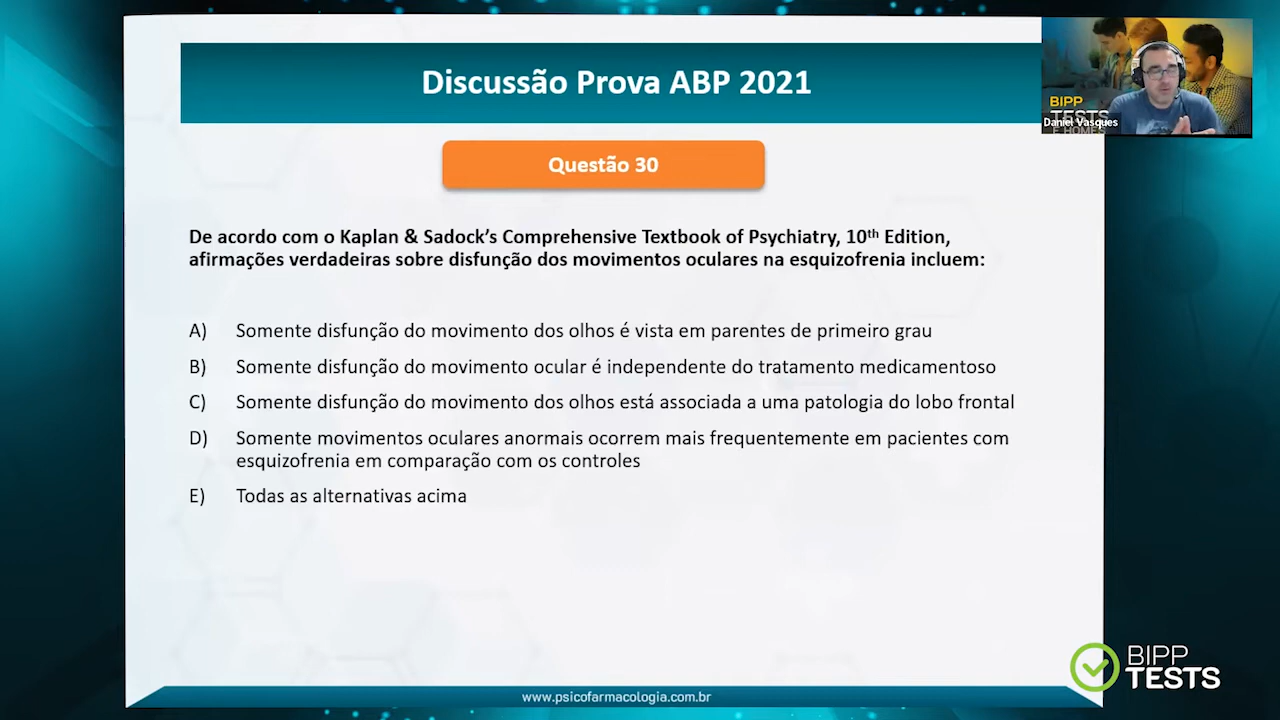 Discussão Prova ABP 2021
BIPP
TESTS
E HOMES
Daniel Vasques
Questão 30
De acordo com o Kaplan & Sadock's Comprehensive Textbook of Psychiatry, 10th Edition,
afirmações verdadeiras sobre disfunção dos movimentos oculares na esquizofrenia incluem:
A) Somente disfunção do movimento dos olhos é vista em parentes de primeiro grau
B) Somente disfunção do movimento ocular é independente do tratamento medicamentoso
C) Somente disfunção do movimento dos olhos está associada a uma patologia do lobo frontal
D) Somente movimentos oculares anormais ocorrem mais frequentemente em pacientes com
esquizofrenia em comparação com os controles
E) Todas as alternativas acima
BIPP
TESTS
www.psicofarmacologia.com.br